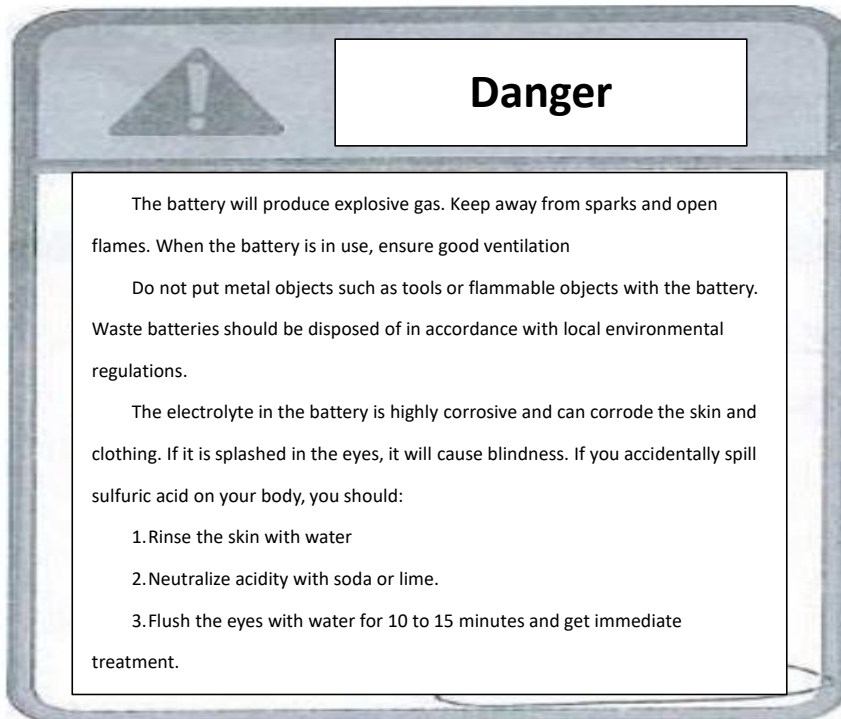 Danger
The battery will produce explosive gas. Keep away from sparks and open
flames. When the battery is in use, ensure good ventilation
Do not put metal objects such as tools or flammable objects with the battery.
Waste batteries should be disposed of in accordance with local environmental
regulations.
The electrolyte in the battery is highly corrosive and can corrode the skin and
clothing. If it is splashed in the eyes, it will cause blindness. If you accidentally spill
sulfuric acid on your body, you should:
1.Rinse the skin with water
2.Neutralize acidity with soda or lime.
3.Flush the eyes with water for 10 to 15 minutes and get immediate
treatment.